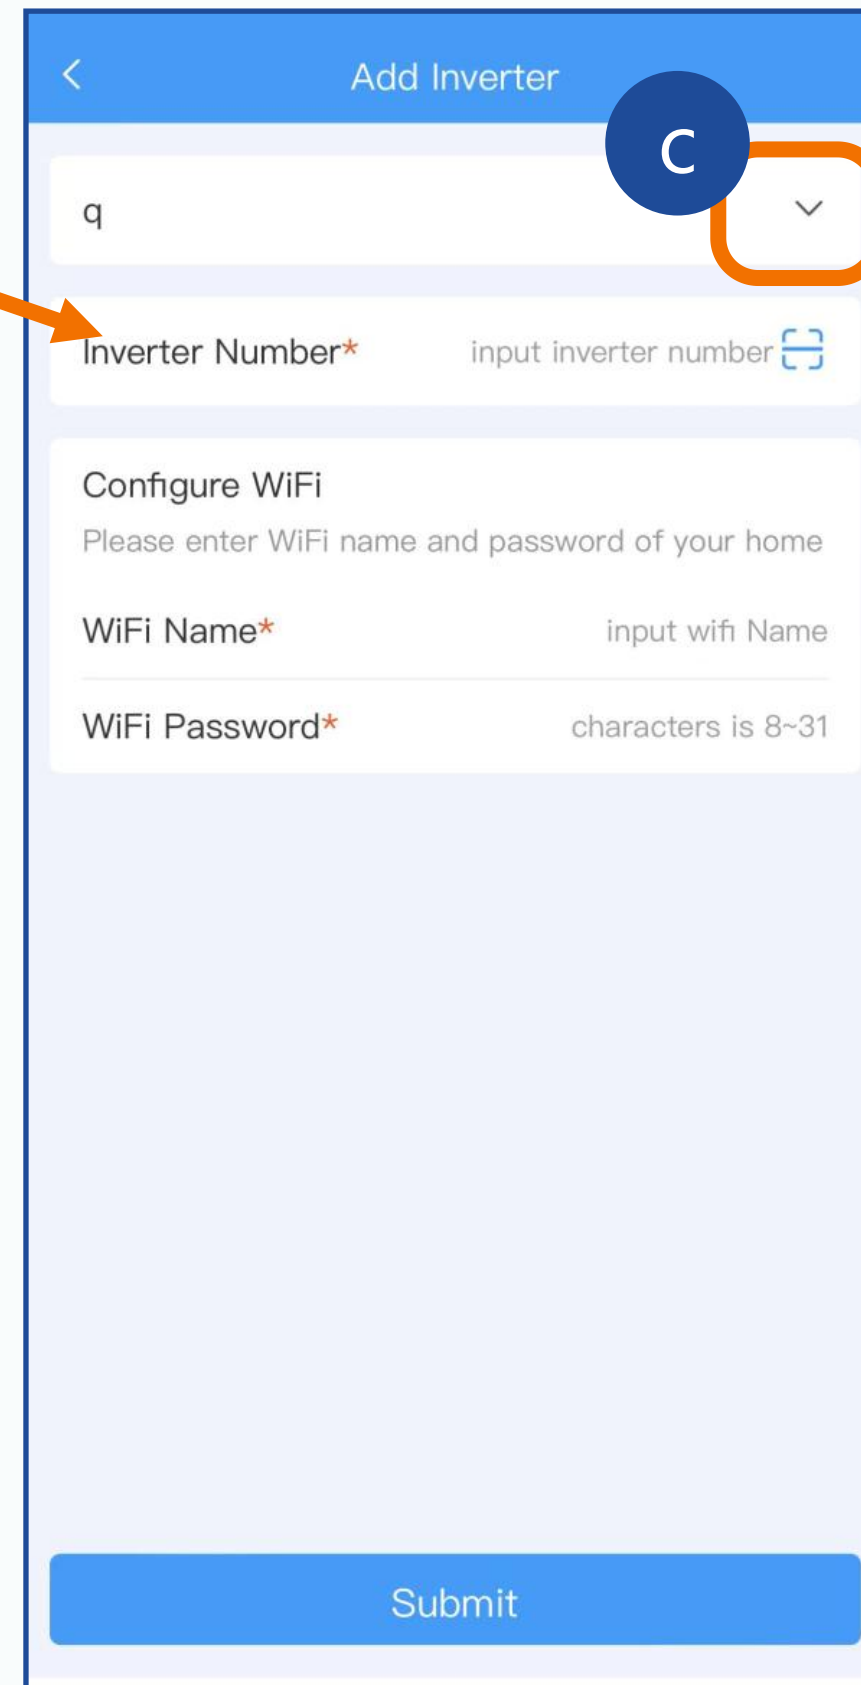 Add Inverter
C
q
Inverter Number* input inverter number
Configure WiFi
Please enter WiFi name and password of your home
WiFi Name* input wifi Name
WiFi Password* characters is 8~31
Submit